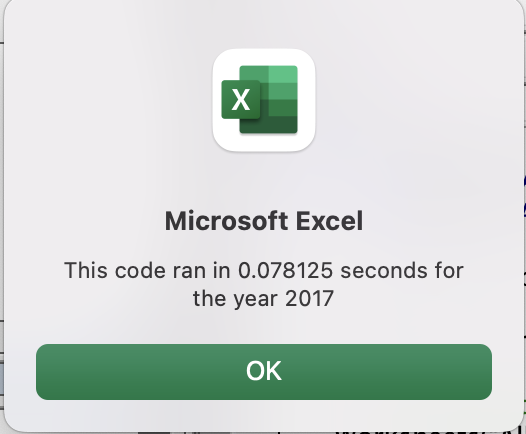 X
Microsoft Excel
This code ran in 0.078125 seconds for
the year 2017
OK